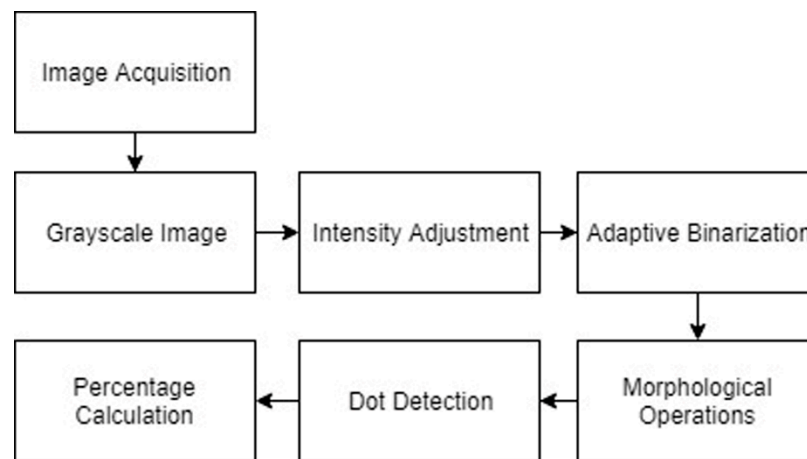 Image Acquisition
Grayscale Image
Intensity Adjustment
Adaptive Binarization
Morphological
Operations
Dot Detection
Percentage
Calculation